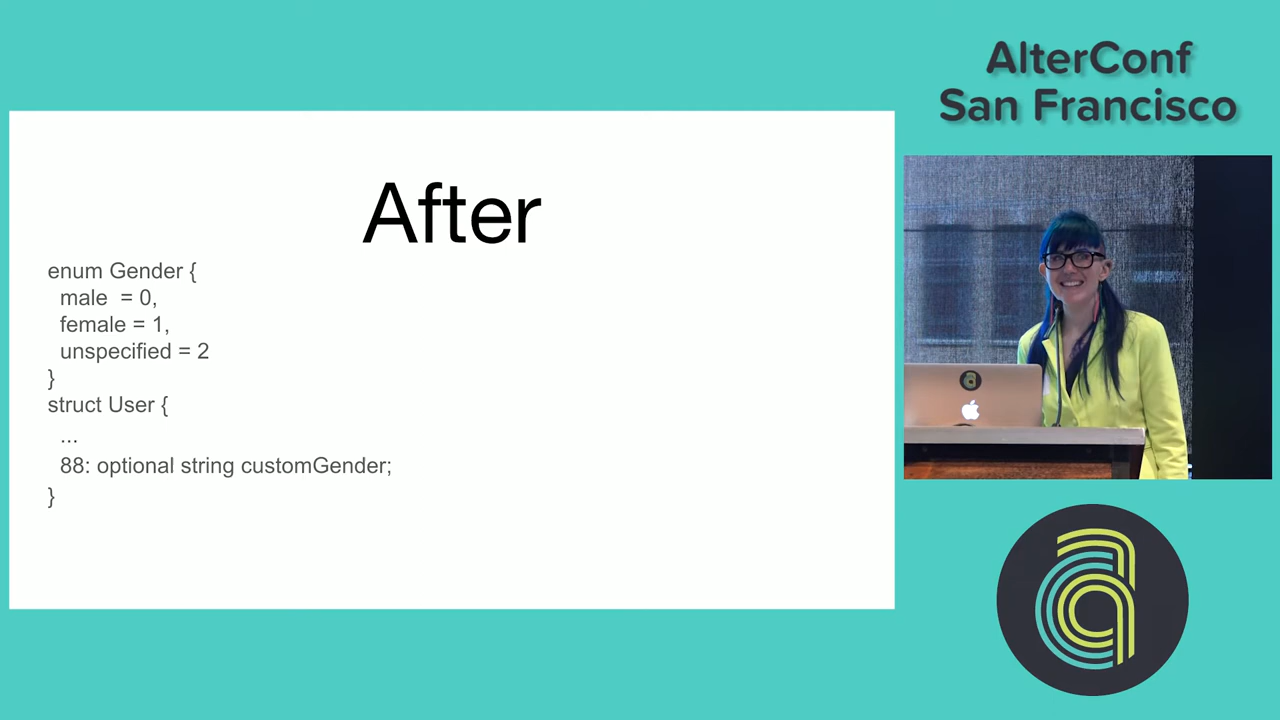 AlterConf
San Francisco
After
enum Gender {
male = 0,
female = 1,
unspecified = 2
}
struct User {
...
88: optional string customGender;
}